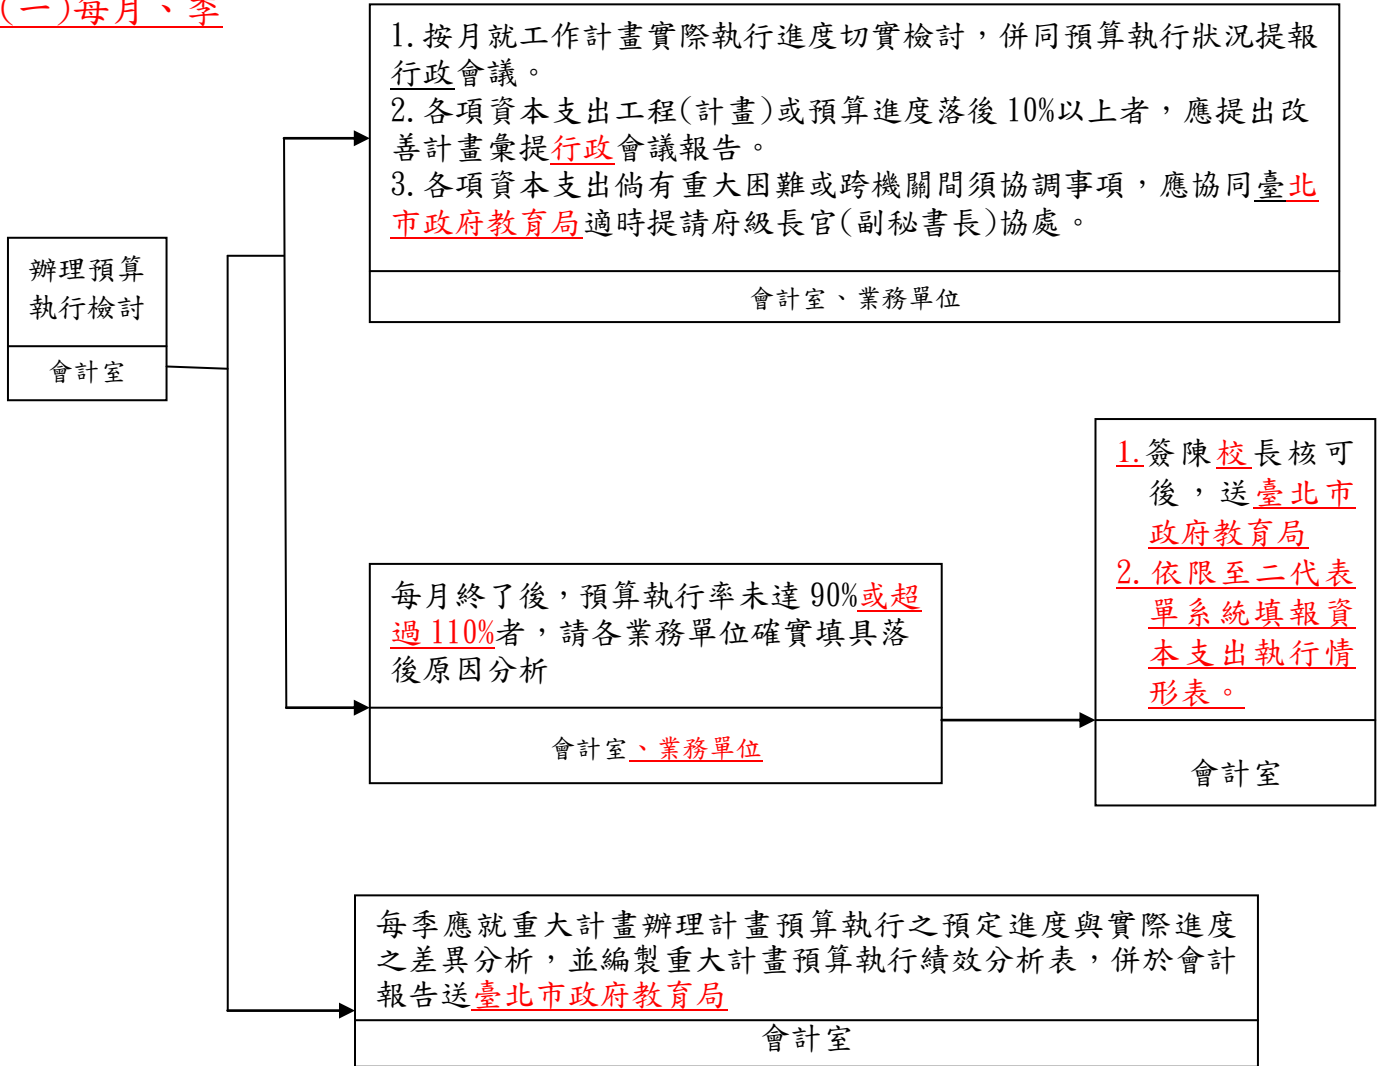 (一)每月、季
1.按月就工作計畫實際執行進度切實檢討，併同預算執行狀況提報
行政會議。
2.各項資本支出工程(計畫)或預算進度落後 10%以上者，應提出改
善計畫彙提行政會議報告。
3.各項資本支出倘有重大困難或跨機關間須協調事項，應協同臺北
市政府教育局適時提請府級長官(副秘書長)協處。
會計室、業務單位
辦理預算
執行檢討
會計室
1.簽陳校長核可
後，送臺北市
政府教育局
2.依限至二代表
單系統填報資
本支出執行情
形表。
會計室
每月終了後，預算執行率未達 90%或超
過 110%者，請各業務單位確實填具落
後原因分析
會計室、業務單位
每季應就重大計畫辦理計畫預算執行之預定進度與實際進度
之差異分析，並編製重大計畫預算執行績效分析表，併於會計
報告送臺北市政府教育局
會計室